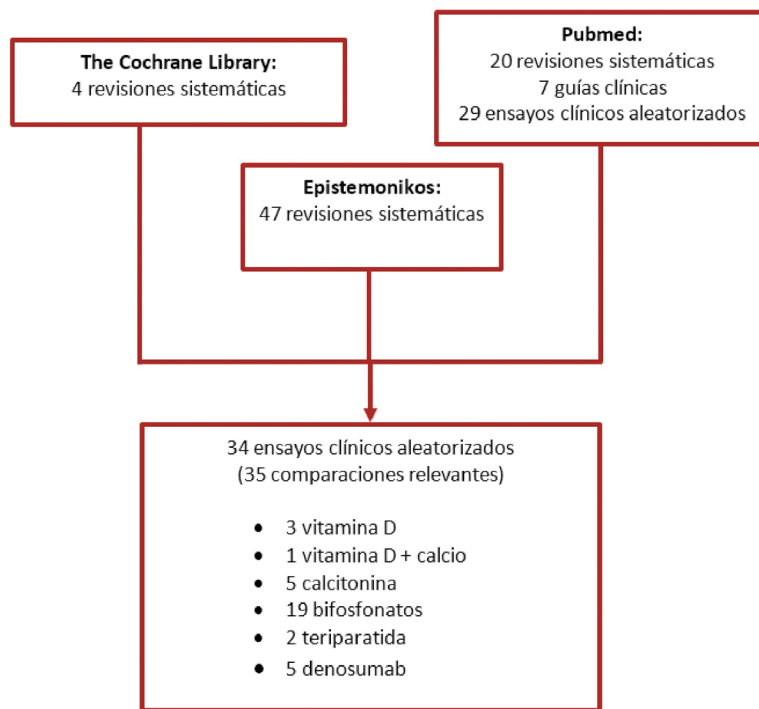 The Cochrane Library:
4 revisiones sistemáticas
Pubmed:
20 revisiones sistemáticas
7 guías clínicas
29 ensayos clínicos aleatorizados
Epistemonikos:
47 revisiones sistemáticas
34 ensayos clínicos aleatorizados
(35 comparaciones relevantes)
• 3 vitamina D
• 1 vitamina D + calcio
• 5 calcitonina
• 19 bifosfonatos
• 2 teriparatida
• 5 denosumab